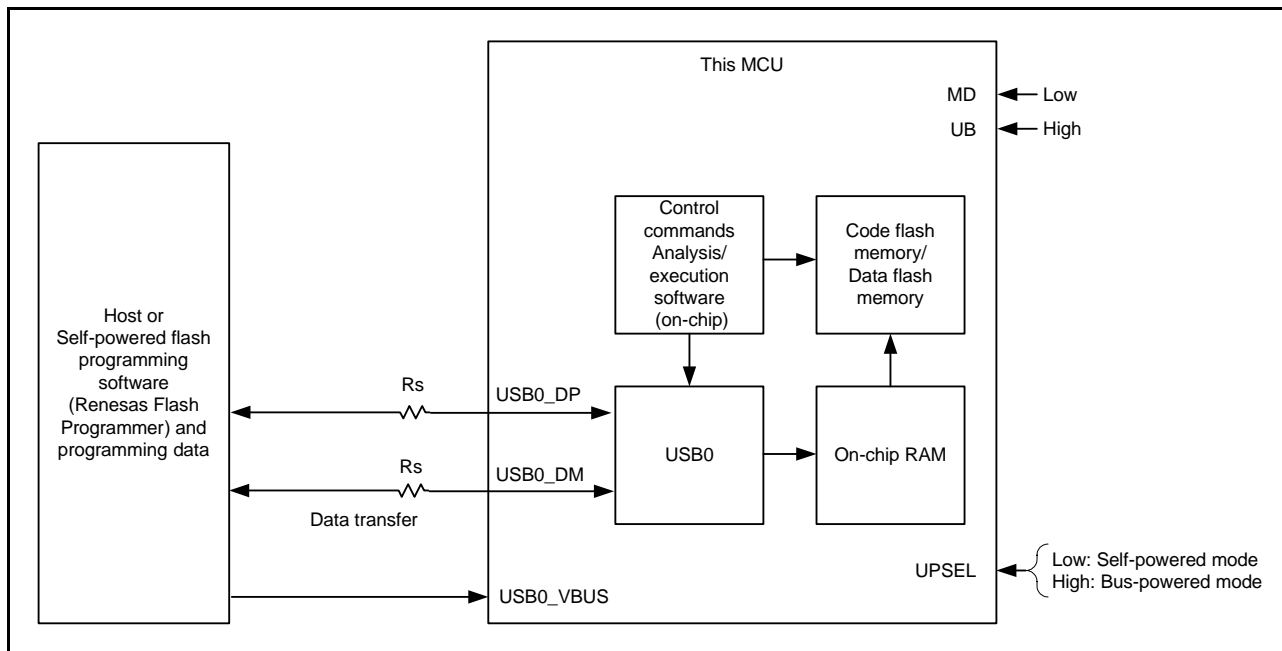 This MCU
MD
Low
UB
High
Control
commands
Analysis/
execution
software
(on-chip)
Code flash
memory/
Data flash
memory
Host or
Self-powered flash
programming
software
(Renesas Flash
Programmer) and
programming data
Rs
USB0_DP
USB0
On-chip RAM
Rs
USB0_DM
Data transfer
UPSEL
Low: Self-powered mode
High: Bus-powered mode
USB0_VBUS